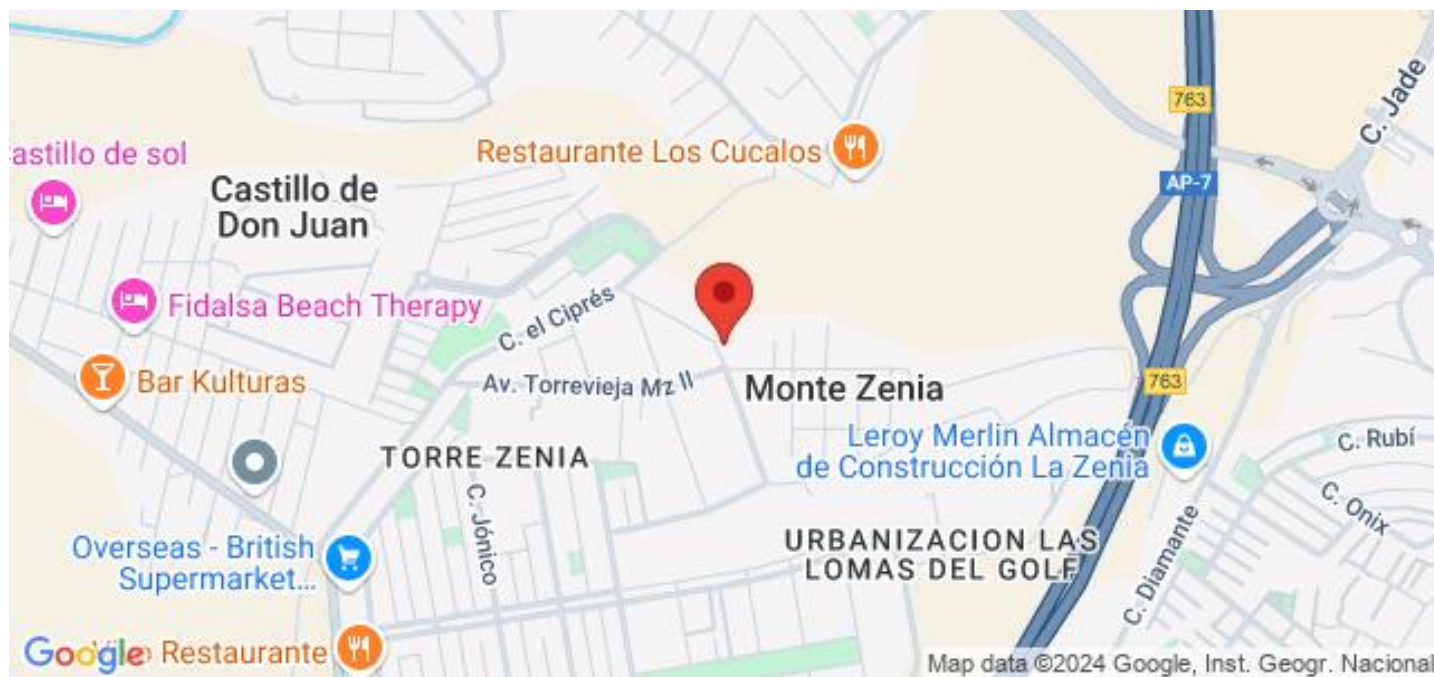 763
C. Jade
Restaurante Los Cucalos
astillo de sol
AP-7
Castillo de
Don Juan
Fidalsa Beach Therapy
C. el Ciprés
Bar Kulturas
Av. Torrevieja Mz II
Monte Zenia
763
TORRE ZENIA
Leroy Merlin Almacén
de Construcción La Zenia
C. Rubí
C. Onix
C. Jónico
Overseas - British
Supermarket...
URBANIZACION LAS
LOMAS DEL GOLF
C. Diamante
Google
Restaurante
Map data ©2024 Google, Inst. Geogr. Nacional